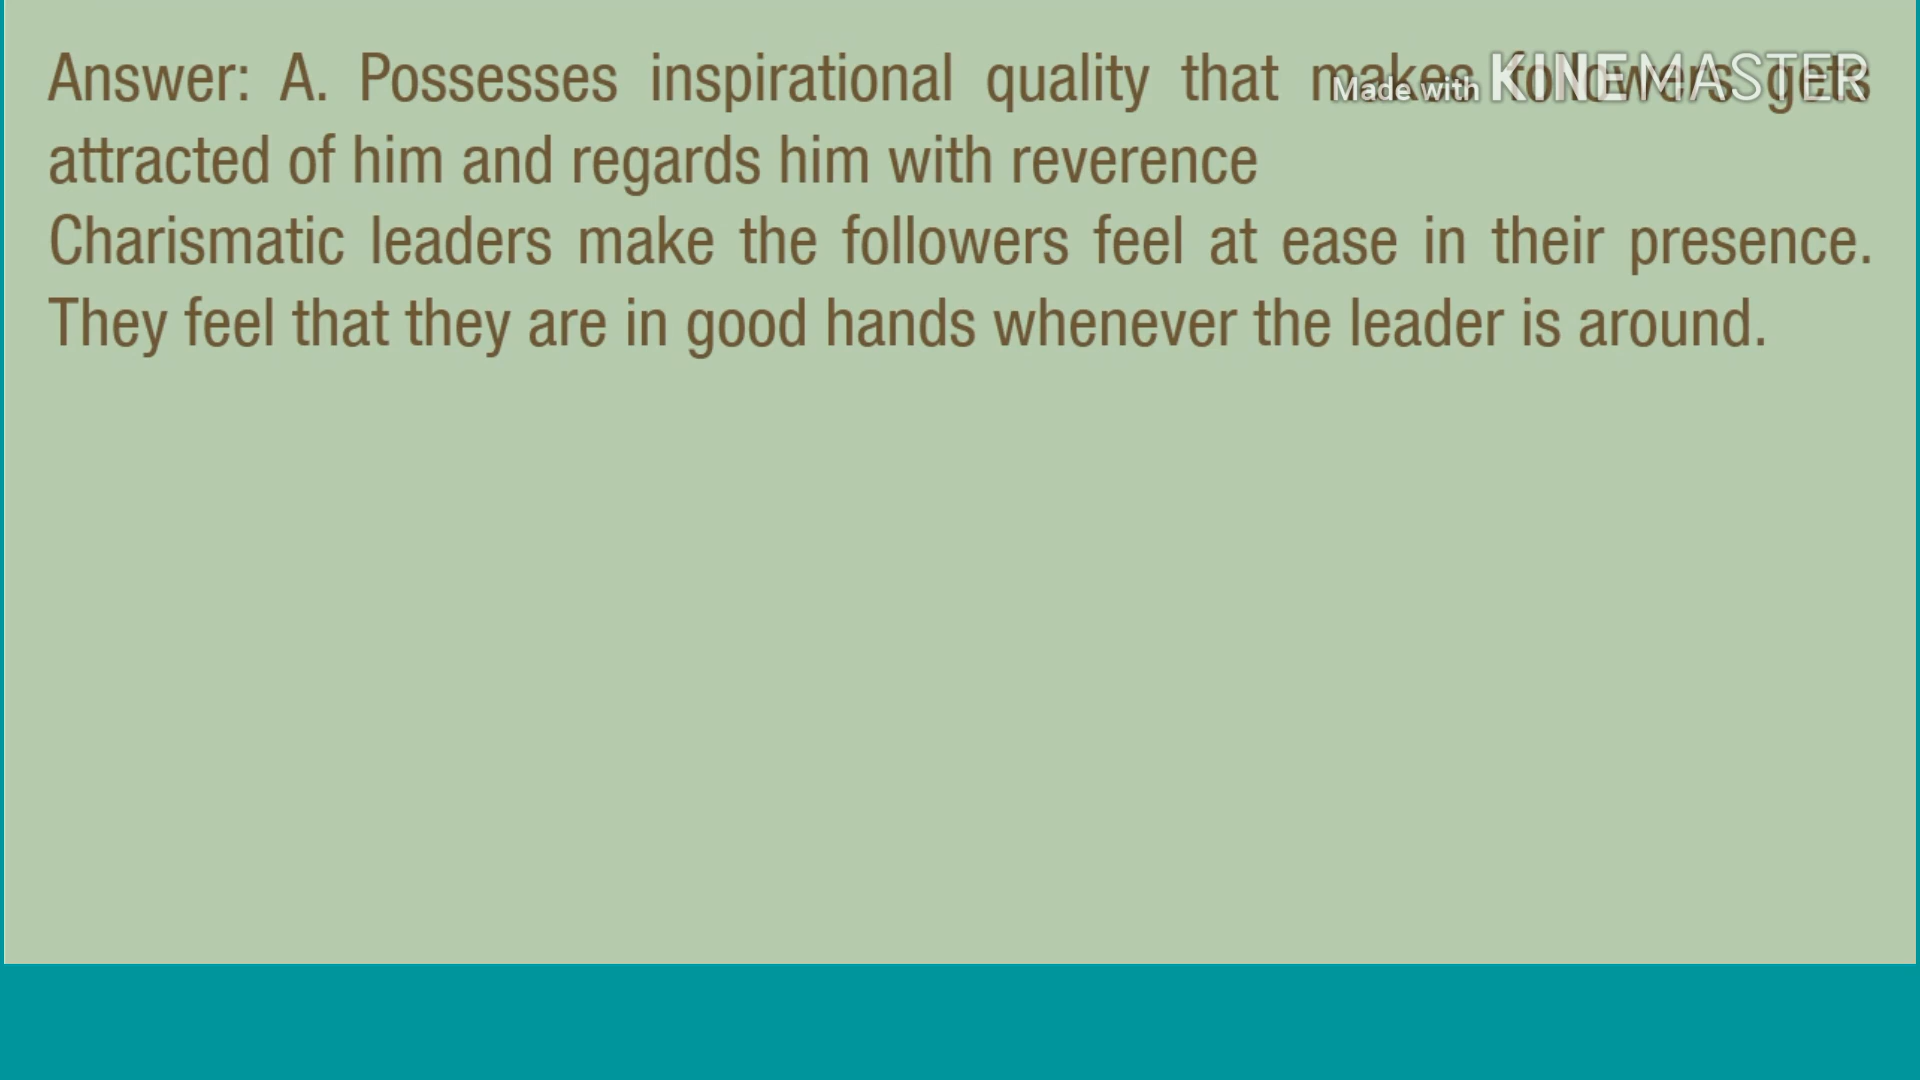 Answer: A. Possesses inspirational quality that makes followers gets
Made with KINEMASTER
attracted of him and regards him with reverence
Charismatic leaders make the followers feel at ease in their presence.
They feel that they are in good hands whenever the leader is around.